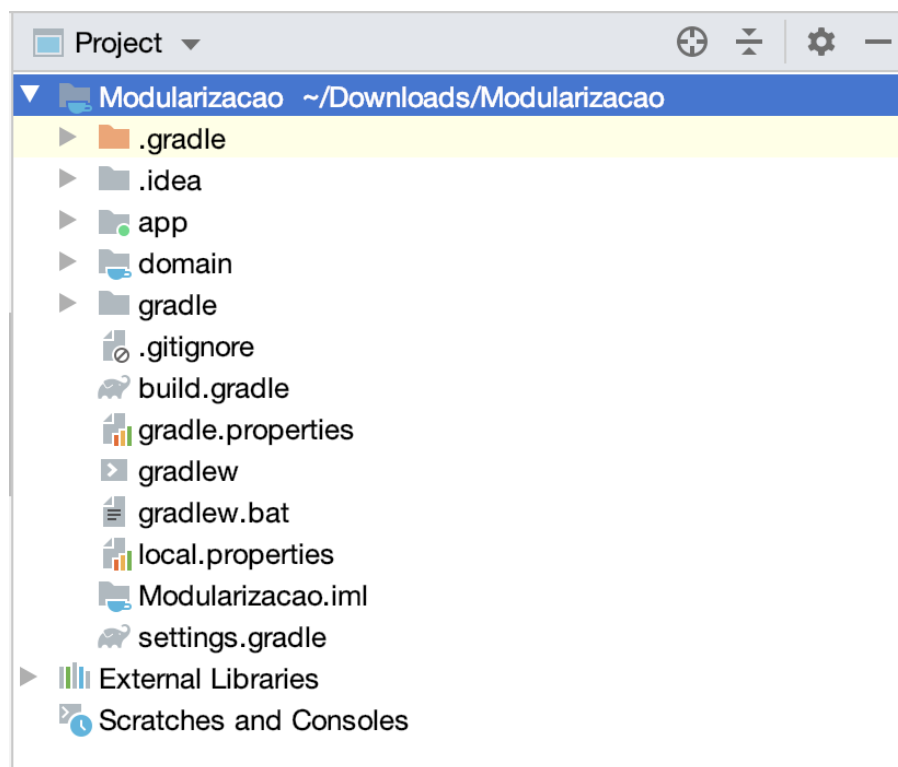 Project
Modularizacao ~/Downloads/Modularizacao
.gradle
.idea
app
domain
gradle
.gitignore
build.gradle
gradle.properties
gradlew
gradlew.bat
local.properties
Modularizacao.iml
settings.gradle
External Libraries
Scratches and Consoles